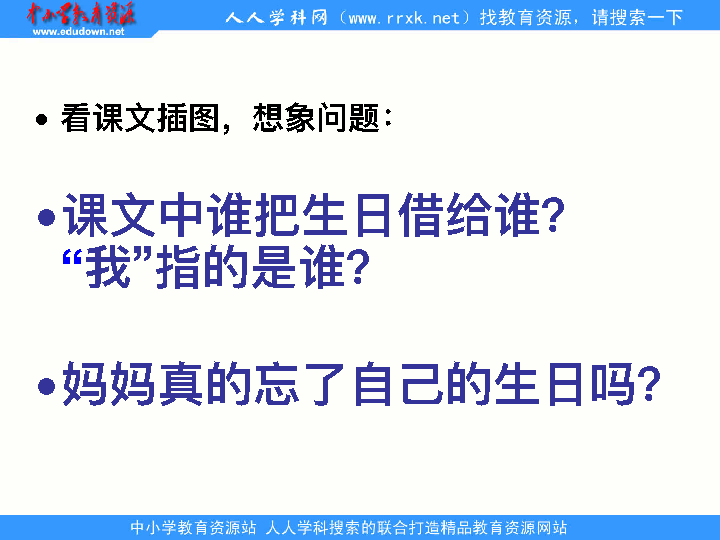 中小学教育资源
www.edudown.net
人人学科网（www.rrxk.net）找教育资源，请搜索一下
• 看课文插图，想象问题：
•课文中谁把生日借给谁？
“我”指的是谁？
•妈妈真的忘了自己的生日吗？
中小学教育资源站 人人学科搜索的联合打造精品教育资源网站